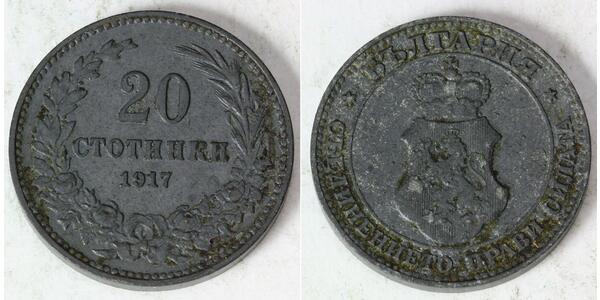 20
СТОТИНКИ
1917
БЪЛГАРИЯ
СЪЕДИНЕНИЕТО ПРАВИ СИЛАТА